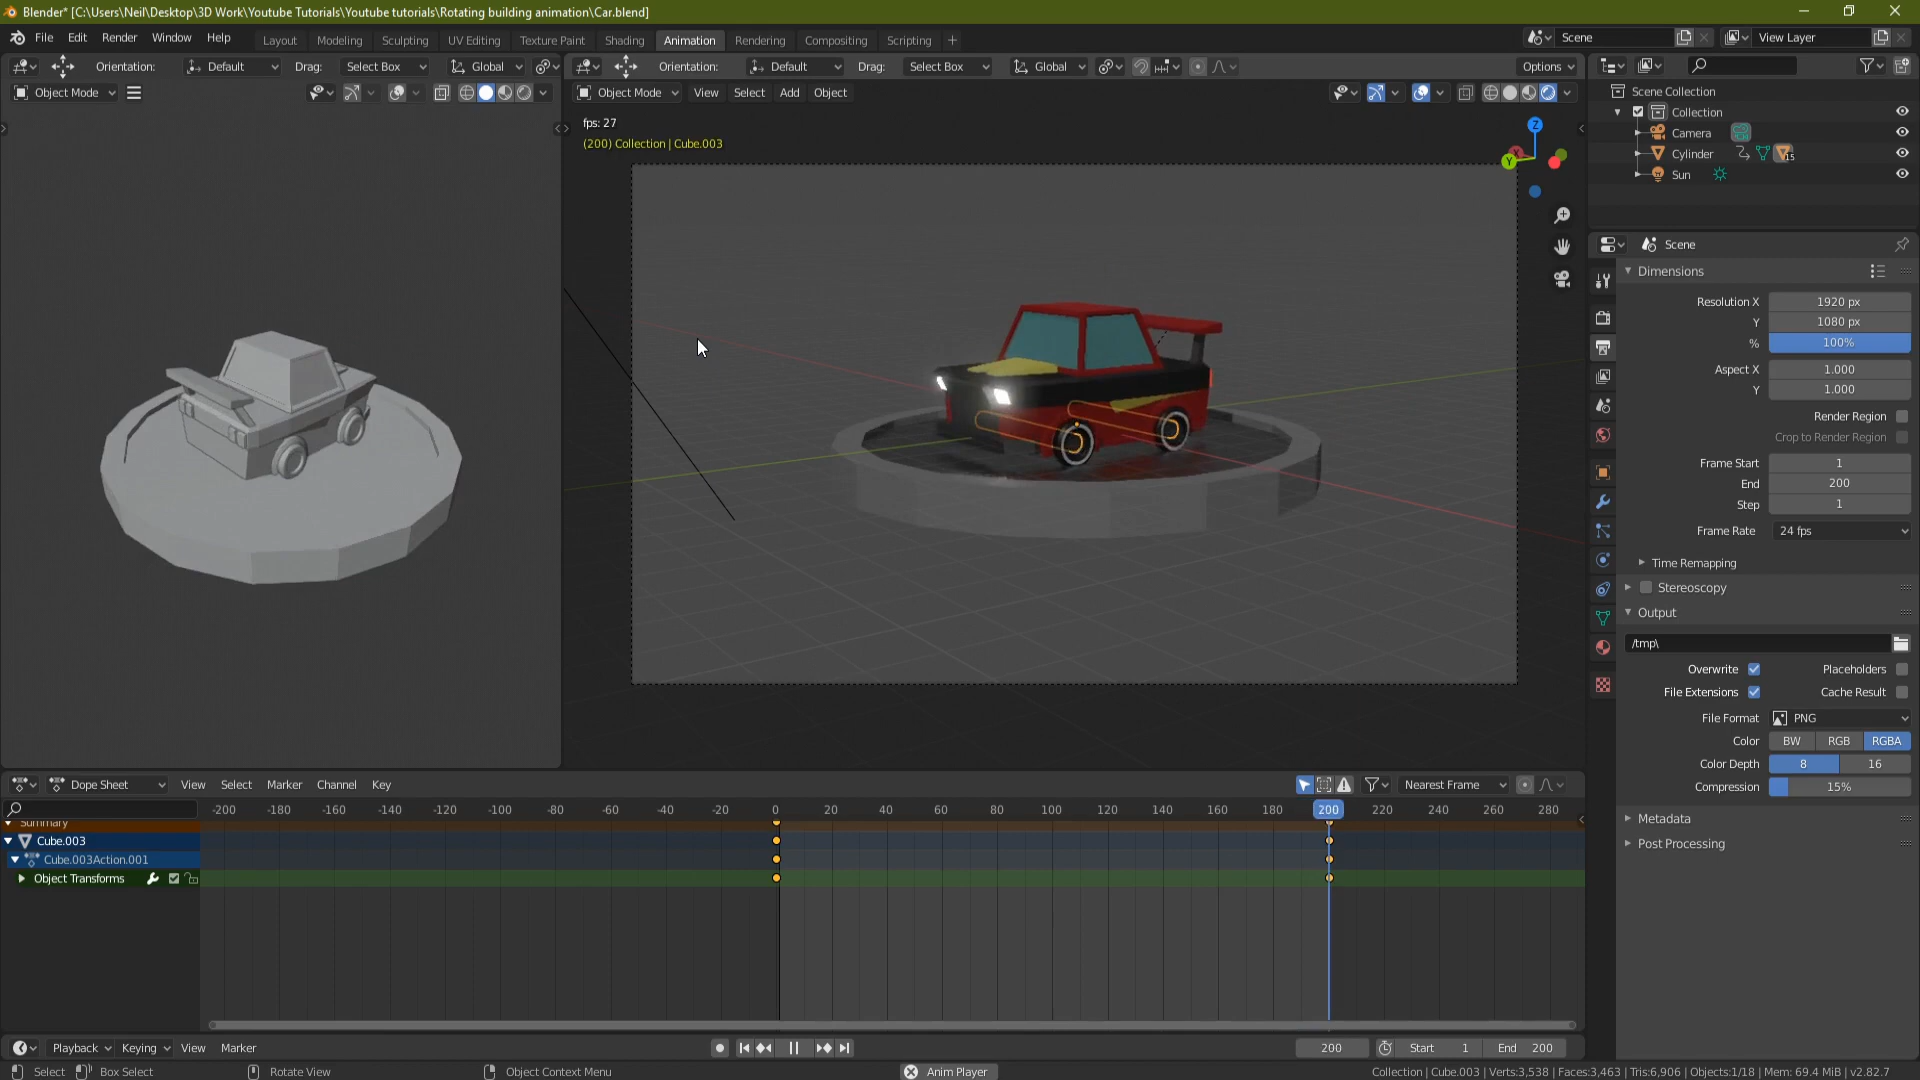 Blender* [C:\Users\Neil\Desktop\3D Work\Youtube Tutorials\Youtube tutorials\Rotating building animation\Car.blend]
File Edit Render Window Help Layout Modeling Sculpting UV Editing Texture Paint Shading Animation Rendering Compositing Scripting + Scene View Layer
Orientation: Default Drag: Select Box Global Orientation: Default Drag: Select Box Global Options
Object Mode Object Mode View Select Add Object
Scene Collection
Collection
Camera
Cylinder 15
Sun
fps: 27
(200) Collection | Cube.003
Z
X
Y
Scene
Dimensions
Resolution X 1920 px
Y 1080 px
% 100%
Aspect X 1.000
Y 1.000
Render Region
Crop to Render Region
Frame Start 1
End 200
Step 1
Frame Rate 24 fps
Time Remapping
Stereoscopy
Output
/tmp\
Overwrite Placeholders
File Extensions Cache Result
File Format PNG
Color BW RGB RGBA
Color Depth 8 16
Compression 15%
Metadata
Post Processing
Dope Sheet View Select Marker Channel Key Nearest Frame
-200 -180 -160 -140 -120 -100 -80 -60 -40 -20 0 20 40 60 80 100 120 140 160 180 200 220 240 260 280
Summary
Cube.003
Cube.003Action.001
Object Transforms
Playback Keying View Marker 200 Start 1 End 200
Select Box Select Rotate View Object Context Menu Anim Player Collection | Cube.003 | Verts:3,538 | Faces:3,463 | Tris:6,906 | Objects:1/18 | Mem: 69.4 MiB | v2.82.7